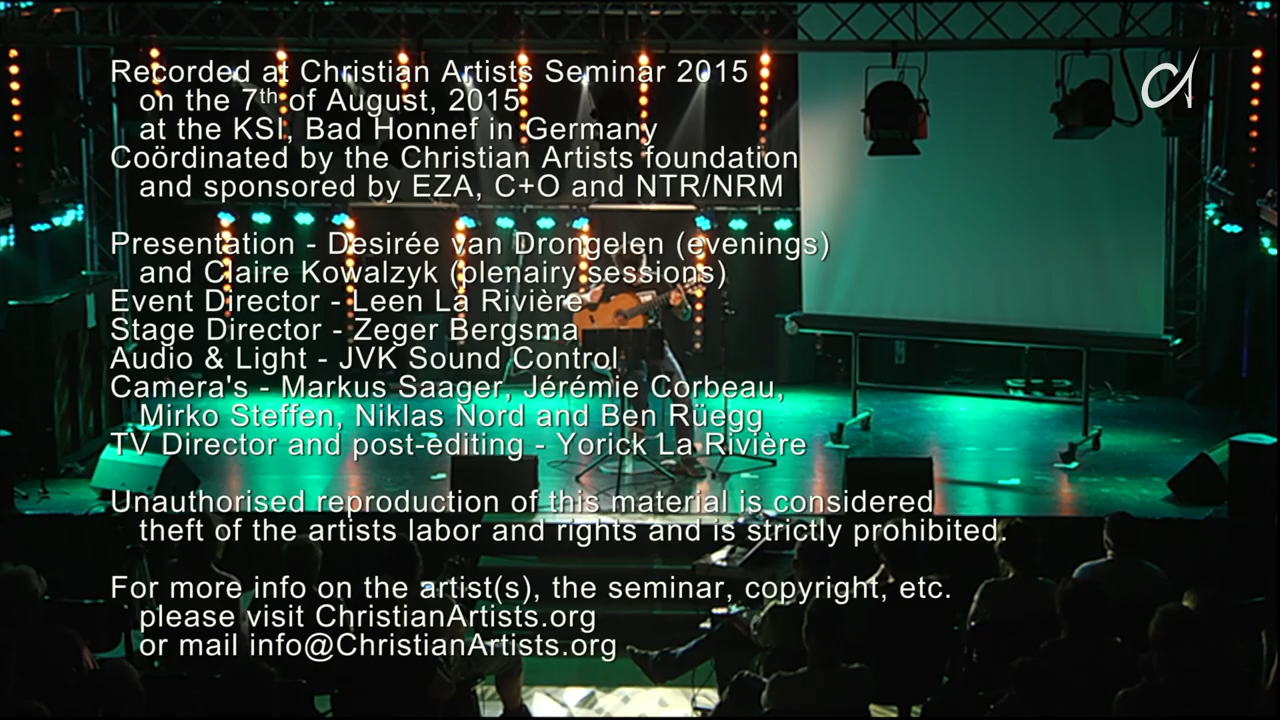 Recorded at Christian Artists Seminar 2015
on the 7th of August, 2015
at the KSI, Bad Honnef in Germany
Coördinated by the Christian Artists foundation
and sponsored by EZA, C+O and NTR/NRM
Presentation - Desirée van Drongelen (evenings)
and Claire Kowalzyk (plenairy sessions)
Event Director - Leen La Rivière
Stage Director - Zeger Bergsma
Audio & Light - JVK Sound Control
Camera's - Markus Saager, Jérémie Corbeau,
Mirko Steffen, Niklas Nord and Ben Rüegg
TV Director and post-editing - Yorick La Rivière
Unauthorised reproduction of this material is considered
theft of the artists labor and rights and is strictly prohibited.
For more info on the artist(s), the seminar, copyright, etc.
please visit ChristianArtists.org
or mail info@ChristianArtists.org